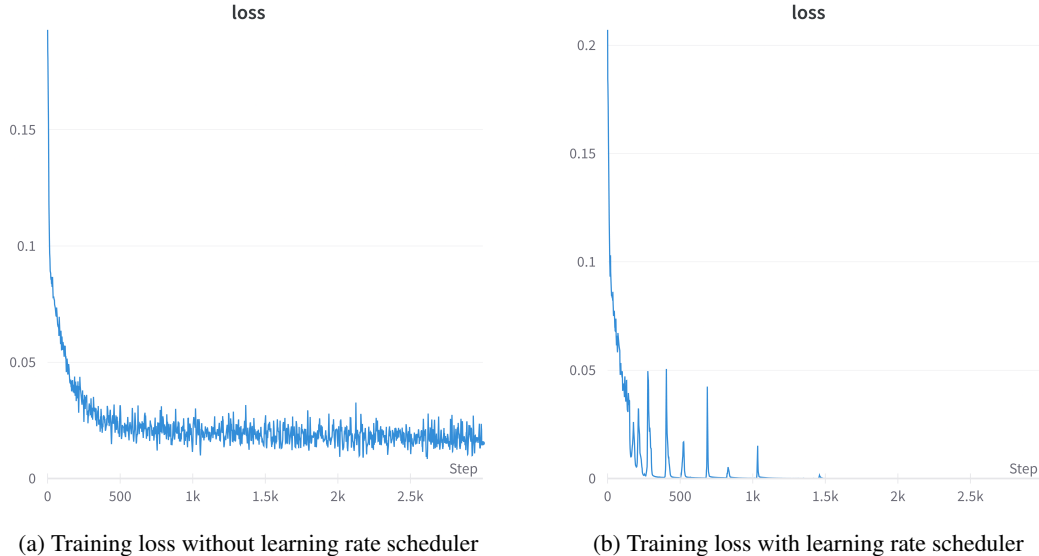 loss
0.15
0.1
0.05
0
Step
0
500
1k
1.5k
2k
2.5k
(a) Training loss without learning rate scheduler
loss
0.2
0.15
0.1
0.05
0
Step
0
500
1k
1.5k
2k
2.5k
(b) Training loss with learning rate scheduler